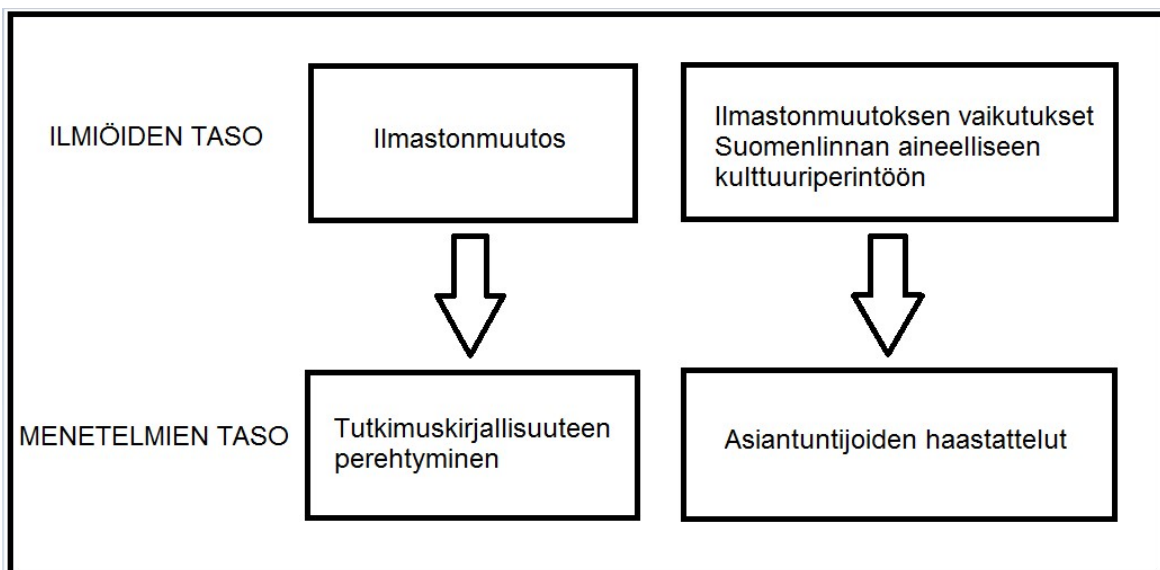 ILMIÖIDEN TASO
Ilmastonmuutos
Ilmastonmuutoksen vaikutukset
Suomenlinnan aineelliseen
kulttuuriperintöön
MENETELMIEN TASO
Tutkimuskirjallisuuteen
perehtyminen
Asiantuntijoiden haastattelut